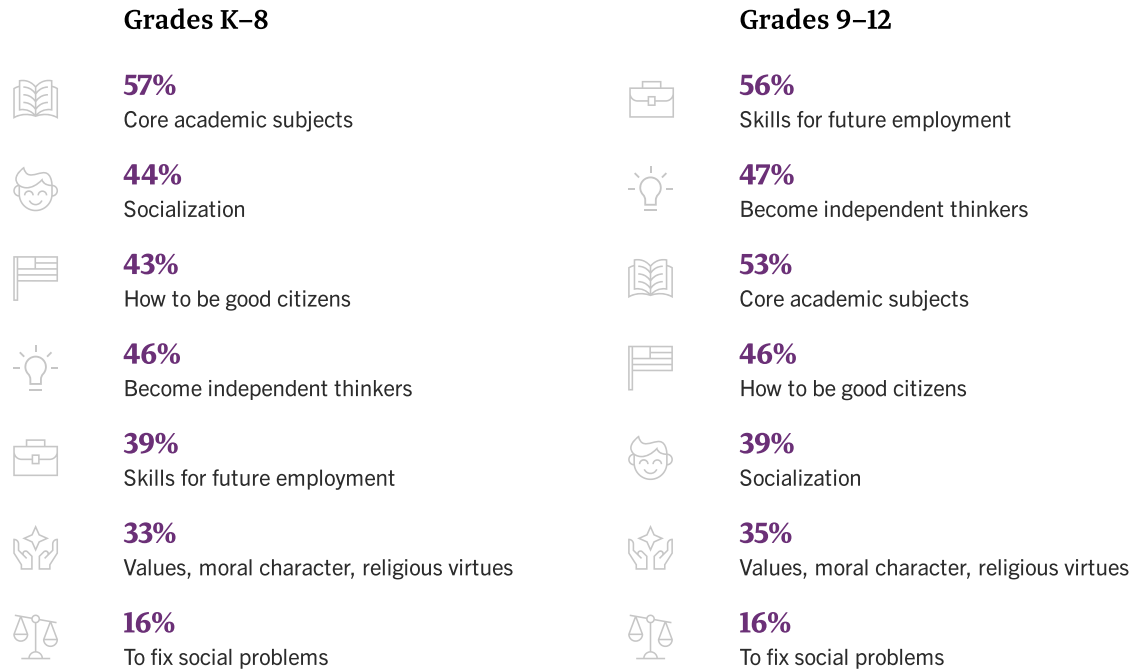 Grades K–8
57%
Core academic subjects
44%
Socialization
43%
How to be good citizens
46%
Become independent thinkers
39%
Skills for future employment
33%
Values, moral character, religious virtues
16%
To fix social problems
Grades 9–12
56%
Skills for future employment
47%
Become independent thinkers
53%
Core academic subjects
46%
How to be good citizens
39%
Socialization
35%
Values, moral character, religious virtues
16%
To fix social problems